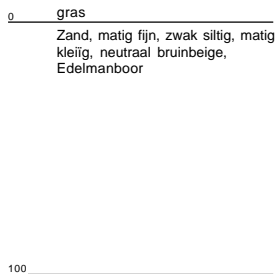 0 gras
Zand, matig fijn, zwak siltig, matig
kleiïg, neutraal bruinbeige,
Edelmanboor
100